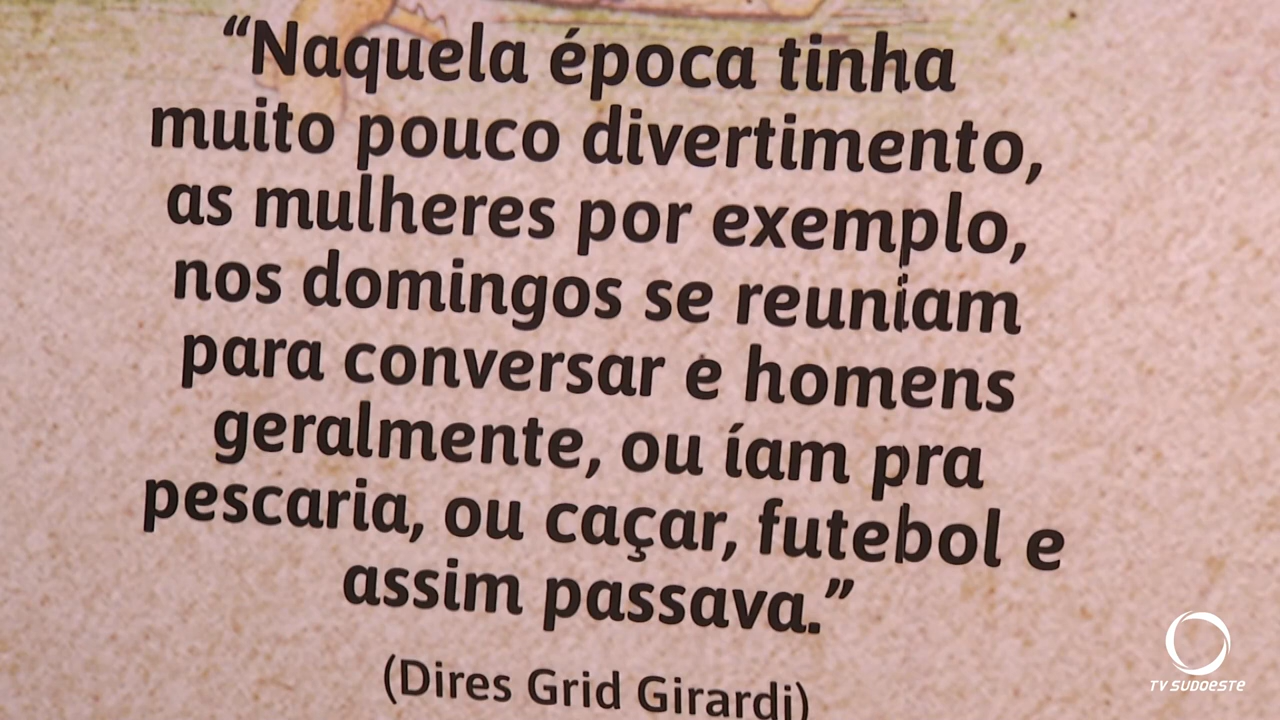 “Naquela época tinha
muito pouco divertimento,
as mulheres por exemplo,
nos domingos se reuniam
para conversar e homens
geralmente, ou íam pra
pescaria, ou caçar, futebol e
assim passava.”
(Dires Grid Girardi)
TV SUDOESTE